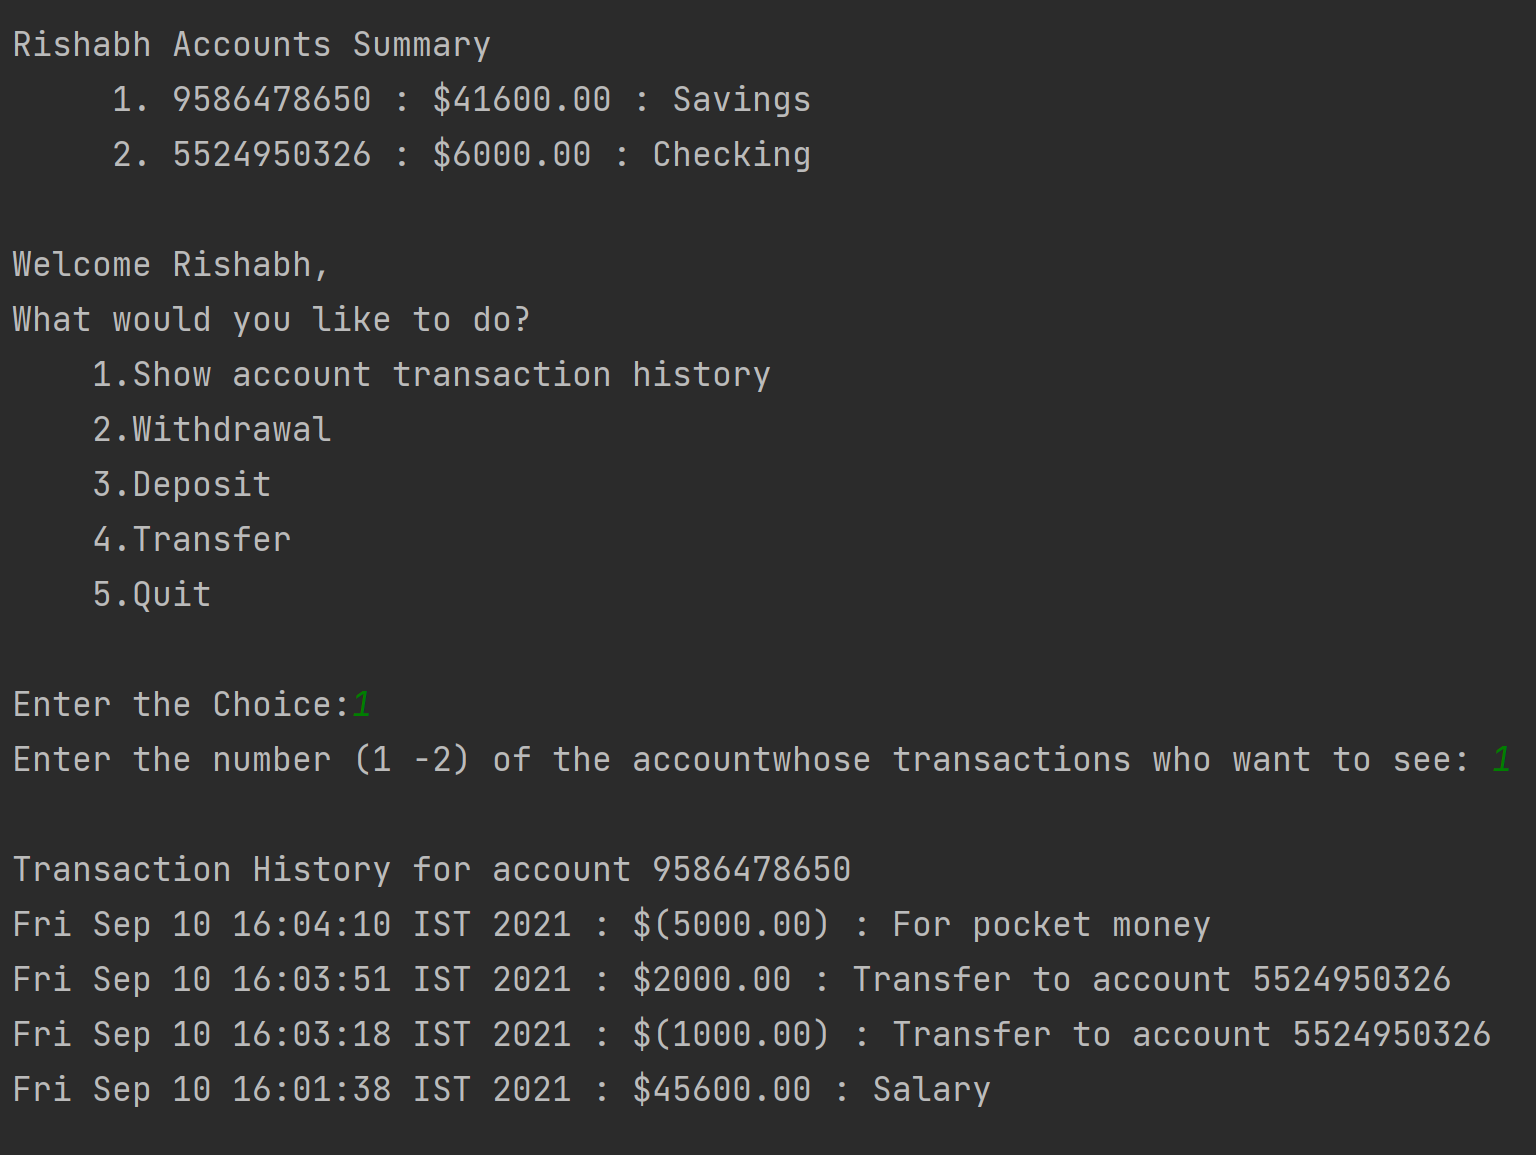 Rishabh Accounts Summary
1. 9586478650 : $41600.00 : Savings
2. 5524950326 : $6000.00 : Checking
Welcome Rishabh,
What would you like to do?
1.Show account transaction history
2.Withdrawal
3.Deposit
4.Transfer
5.Quit
Enter the Choice:1
Enter the number (1 -2) of the accountwhose transactions who want to see: 1
Transaction History for account 9586478650
Fri Sep 10 16:04:10 IST 2021 : $(5000.00) : For pocket money
Fri Sep 10 16:03:51 IST 2021 : $2000.00 : Transfer to account 5524950326
Fri Sep 10 16:03:18 IST 2021 : $(1000.00) : Transfer to account 5524950326
Fri Sep 10 16:01:38 IST 2021 : $45600.00 : Salary